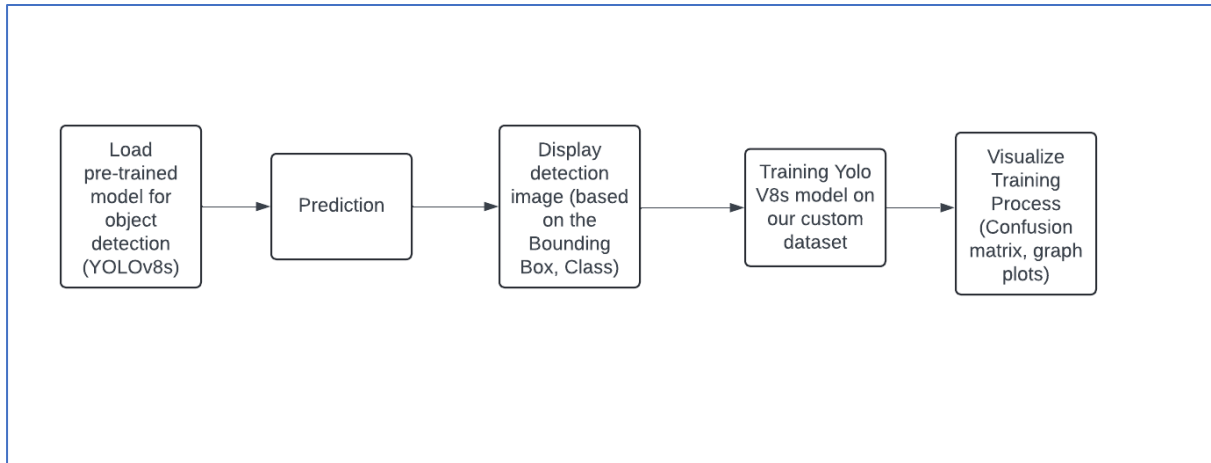 Load
pre-trained
model for
object
detection
(YOLOv8s)
Prediction
Display
detection
image (based
on the
Bounding
Box, Class)
Training Yolo
V8s model on
our custom
dataset
Visualize
Training
Process
(Confusion
matrix, graph
plots)